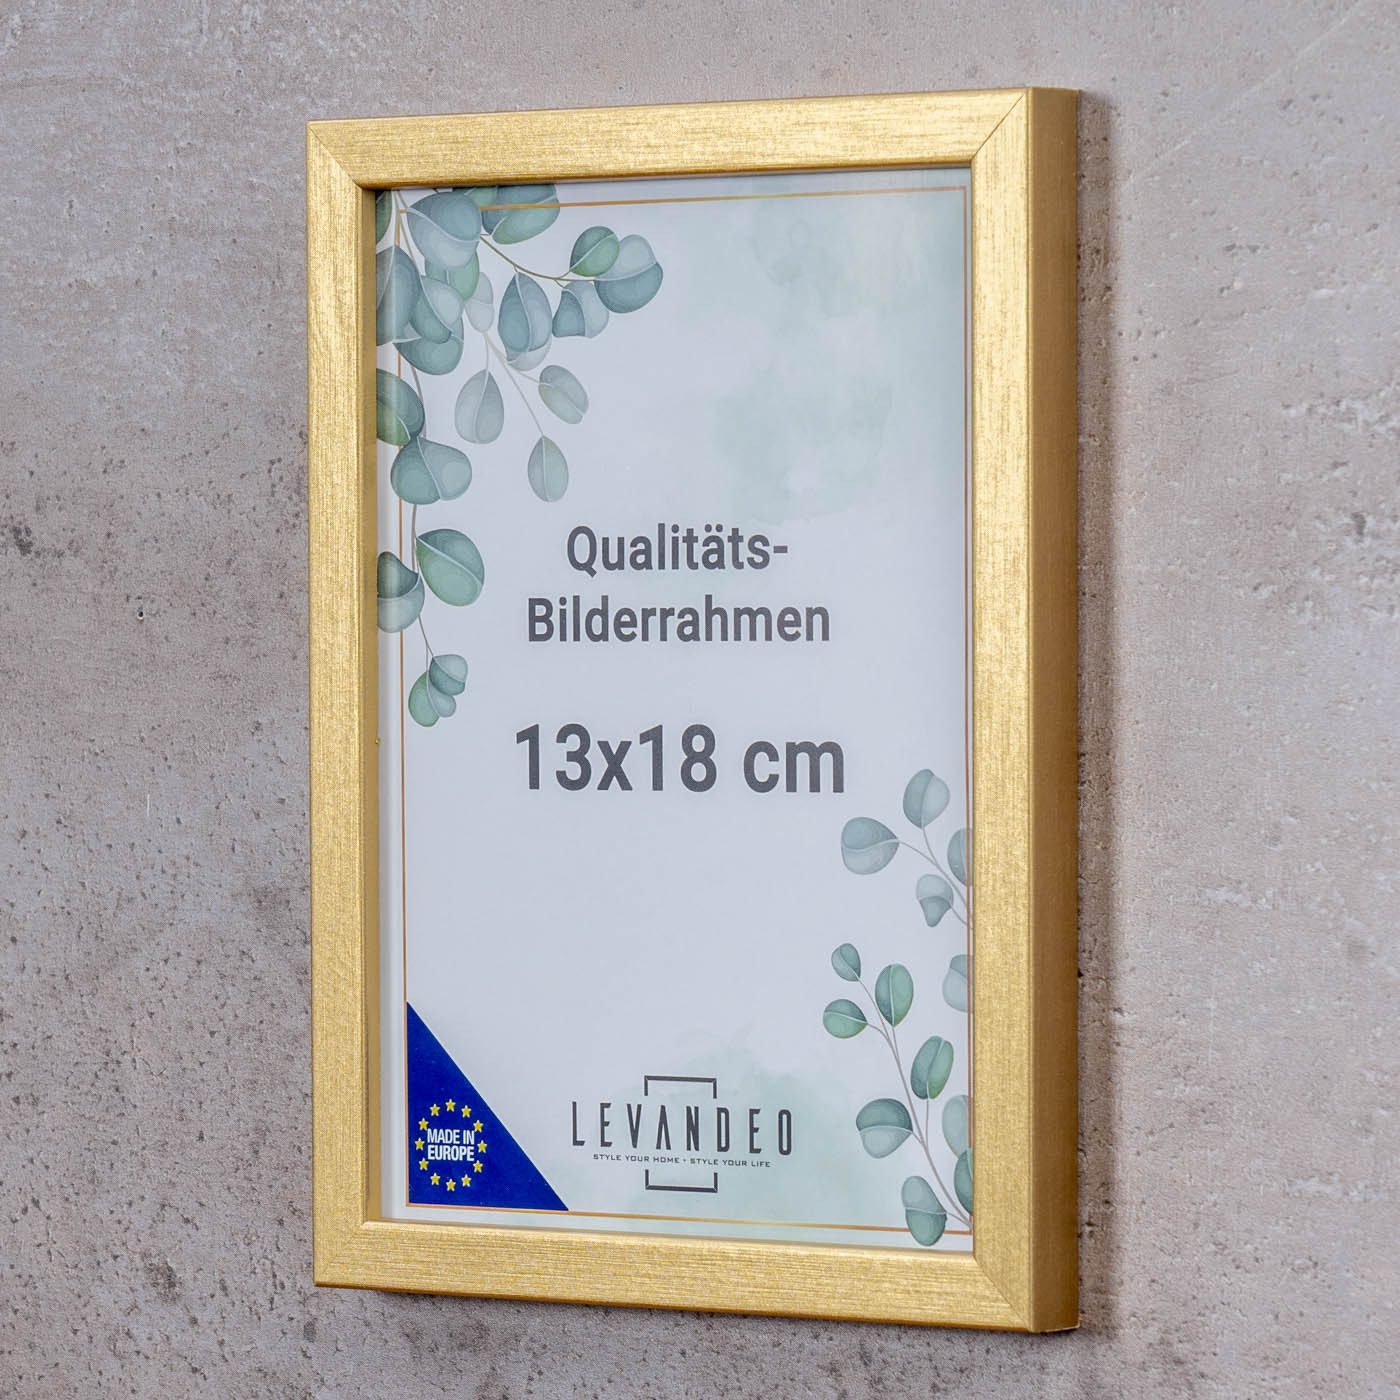 Qualitäts-
Bilderrahmen
13x18 cm
MADE IN
EUROPE
LEVANDEO
STYLE YOUR HOME - STYLE YOUR LIFE